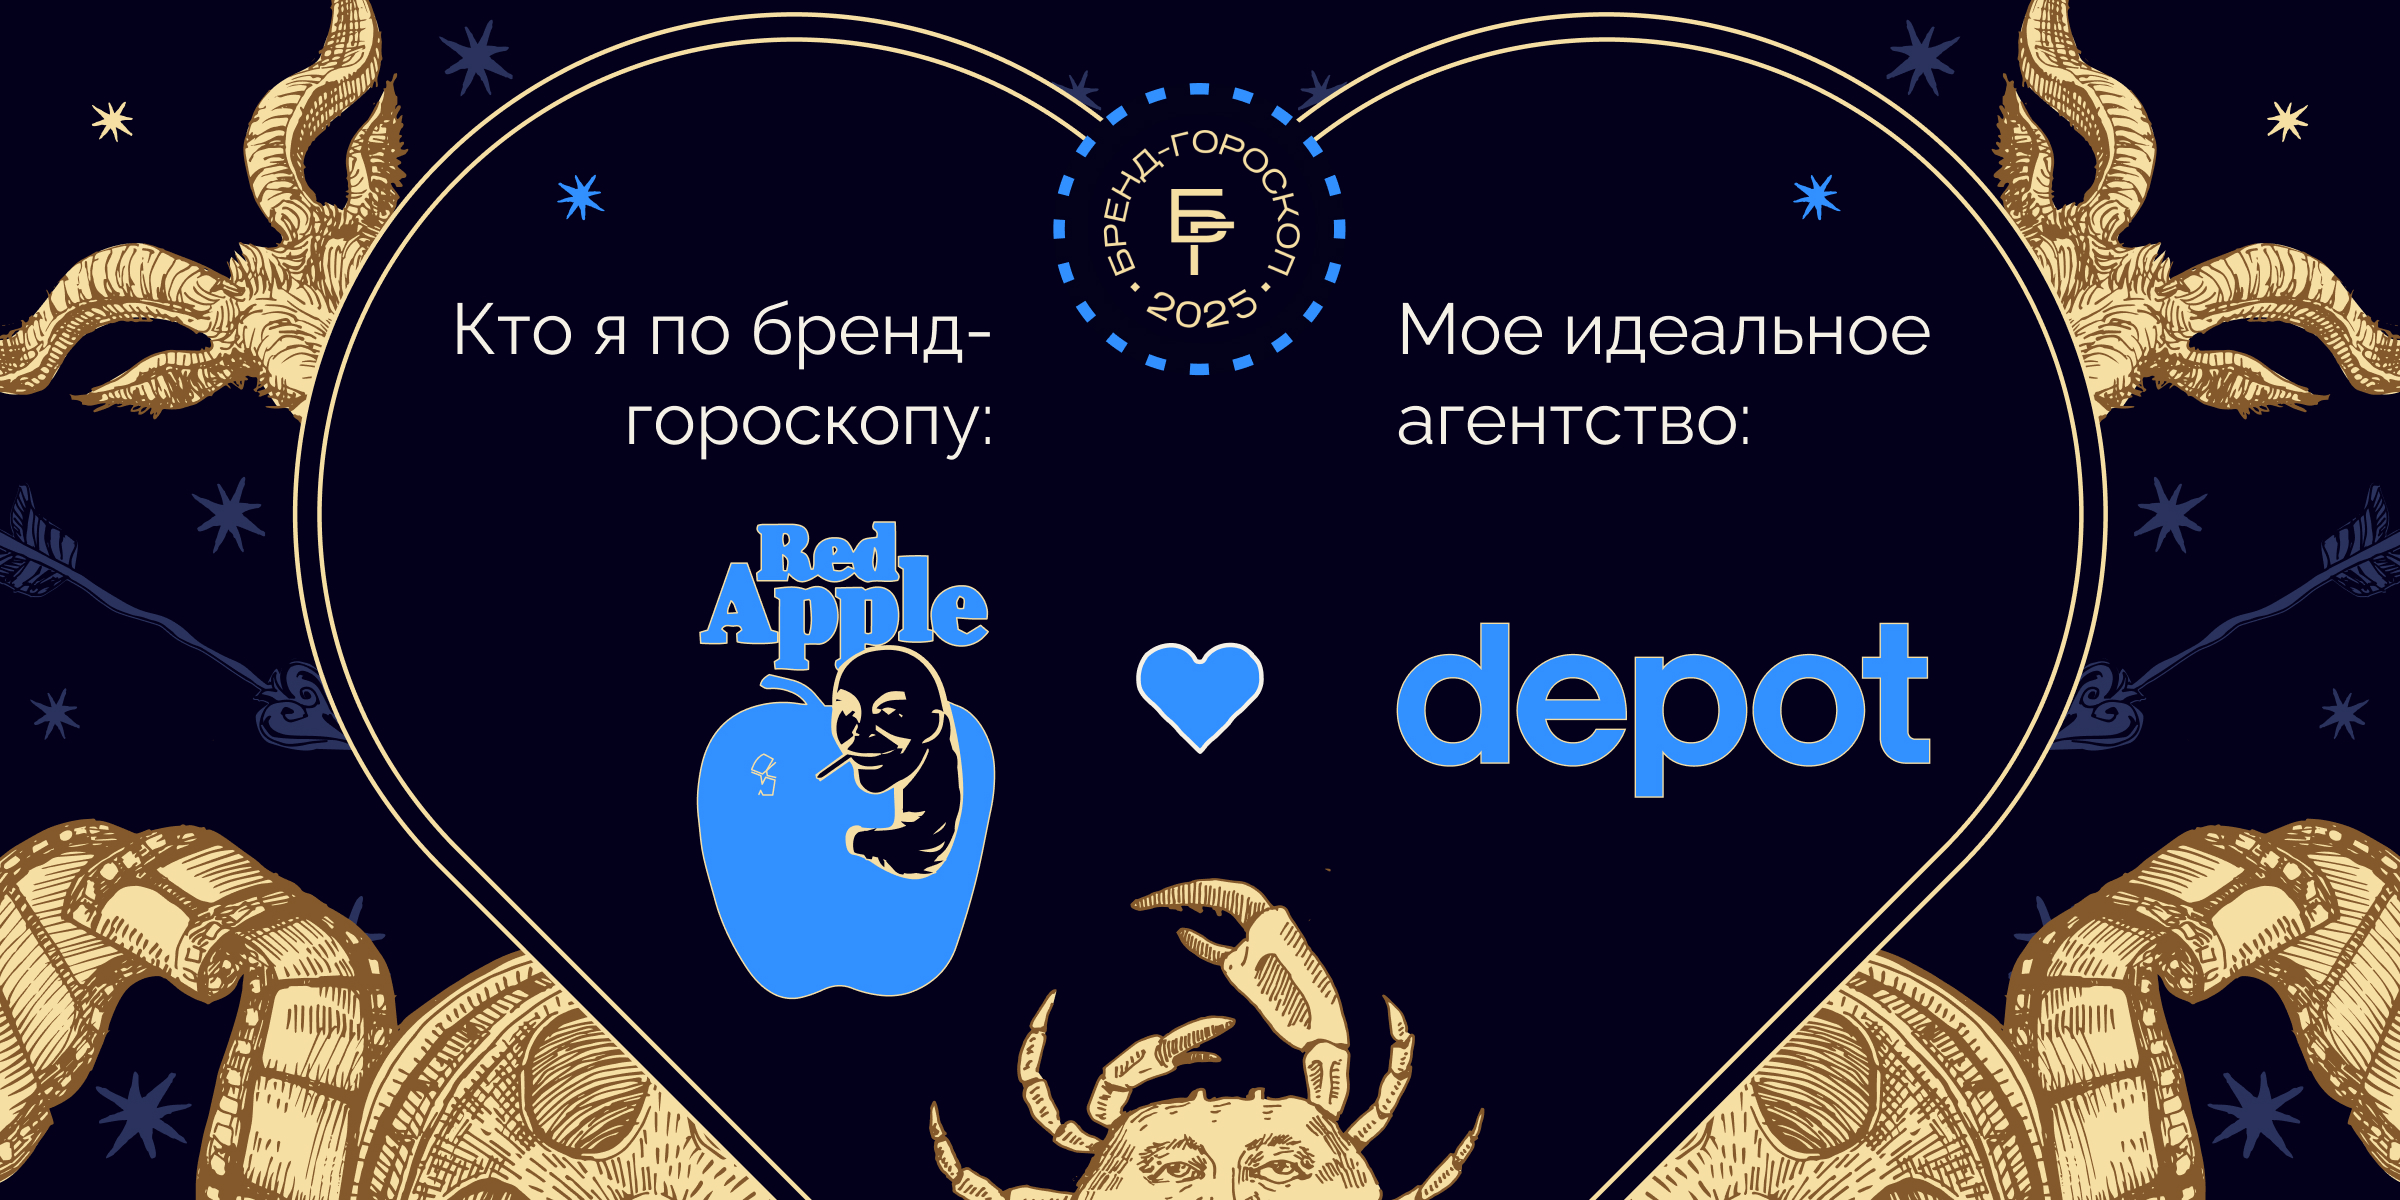 БРЕНД-ГОРОСКОП
БГ
• 2025 •
Кто я по бренд-
гороскопу:
Мое идеальное
агентство:
Red
Apple
depot